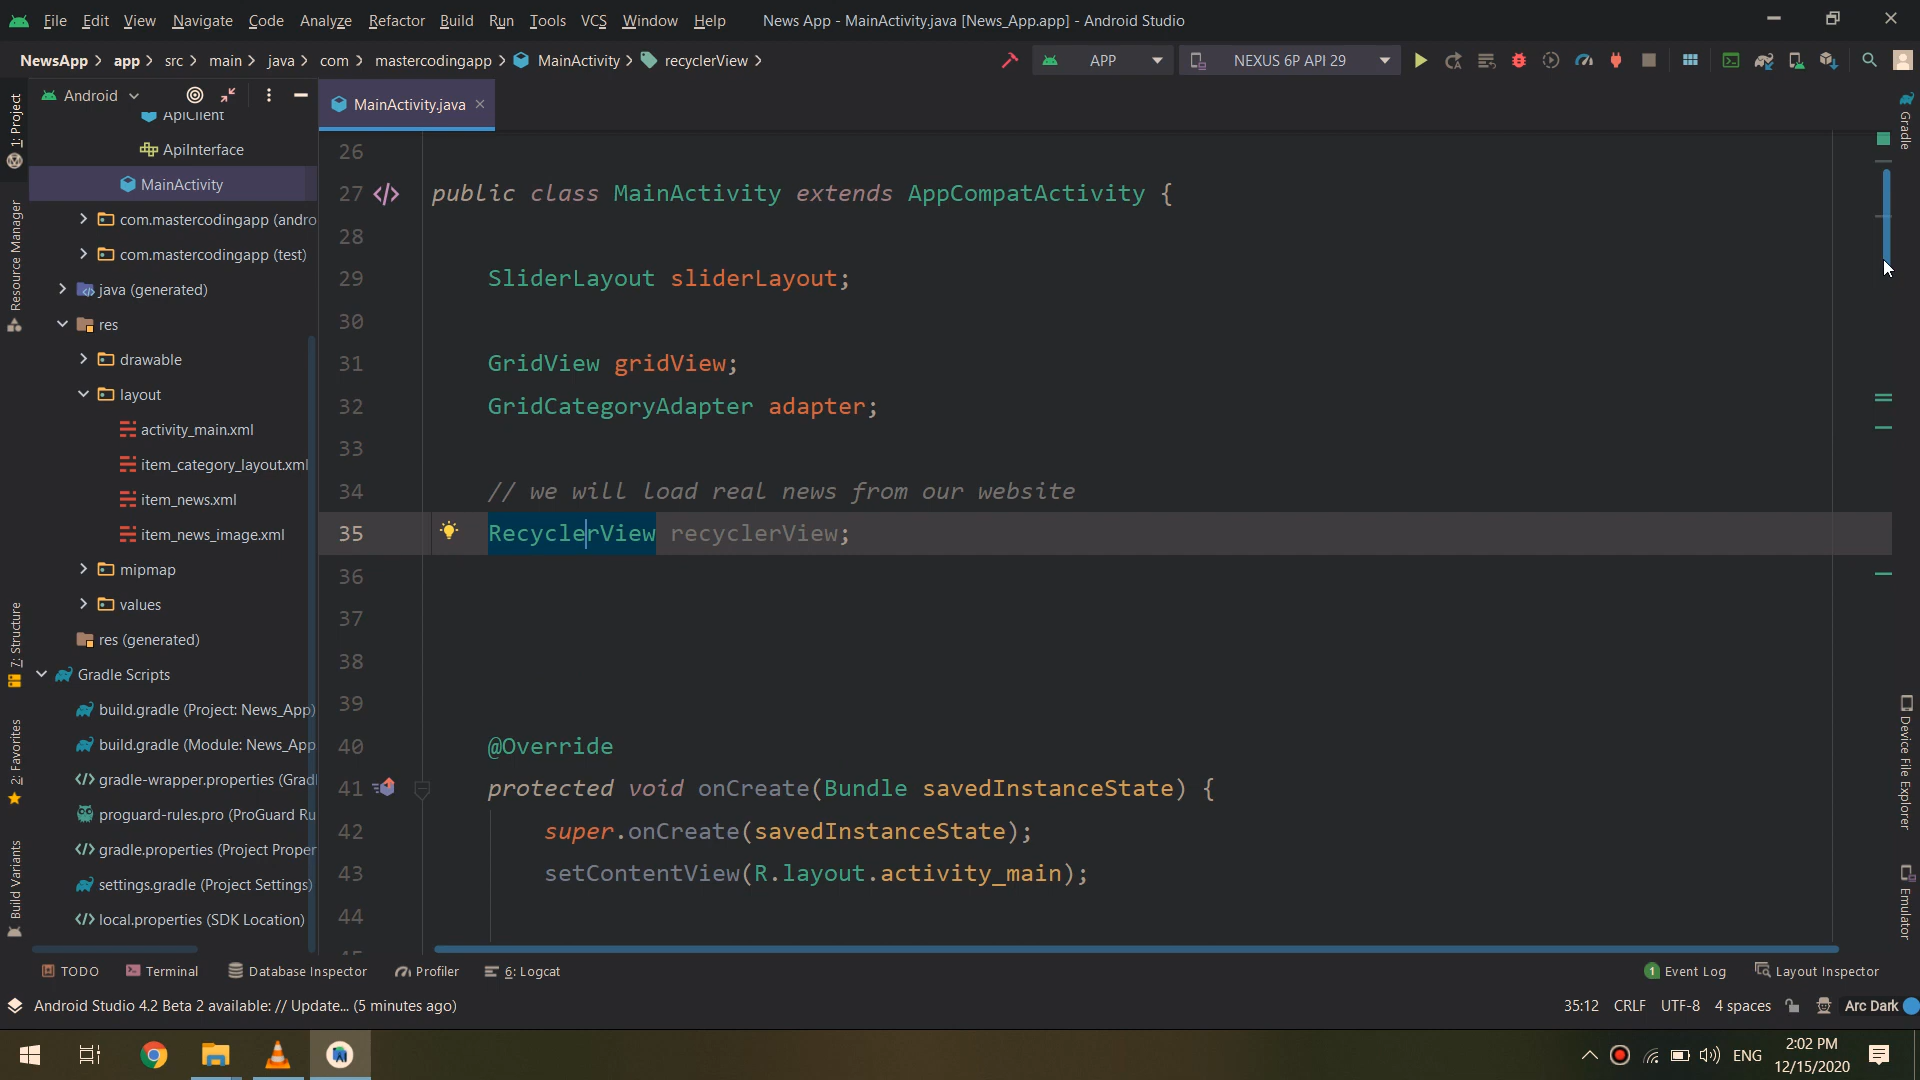 File Edit View Navigate Code Analyze Refactor Build Run Tools VCS Window Help News App - MainActivity.java [News_App.app] - Android Studio
NewsApp app src main java com mastercodingapp MainActivity recyclerView APP NEXUS 6P API 29
Android
MainActivity.java
1: Project
Resource Manager
7: Structure
2: Favorites
Build Variants
ApiClient
ApiInterface
MainActivity
com.mastercodingapp (andro
com.mastercodingapp (test)
java (generated)
res
drawable
layout
activity_main.xml
item_category_layout.xml
item_news.xml
item_news_image.xml
mipmap
values
res (generated)
Gradle Scripts
build.gradle (Project: News_App)
build.gradle (Module: News_App
gradle-wrapper.properties (Grad
proguard-rules.pro (ProGuard Ru
gradle.properties (Project Proper
settings.gradle (Project Settings)
local.properties (SDK Location)
26
27 public class MainActivity extends AppCompatActivity {
28
29 SliderLayout sliderLayout;
30
31 GridView gridView;
32 GridCategoryAdapter adapter;
33
34 // we will load real news from our website
35 RecyclerView recyclerView;
36
37
38
39
40 @Override
41 protected void onCreate(Bundle savedInstanceState) {
42 super.onCreate(savedInstanceState);
43 setContentView(R.layout.activity_main);
44
Gradle
Device File Explorer
Emulator
TODO Terminal Database Inspector Profiler 6: Logcat 1 Event Log Layout Inspector
Android Studio 4.2 Beta 2 available: // Update... (5 minutes ago) 35:12 CRLF UTF-8 4 spaces Arc Dark
ENG
2:02 PM
12/15/2020